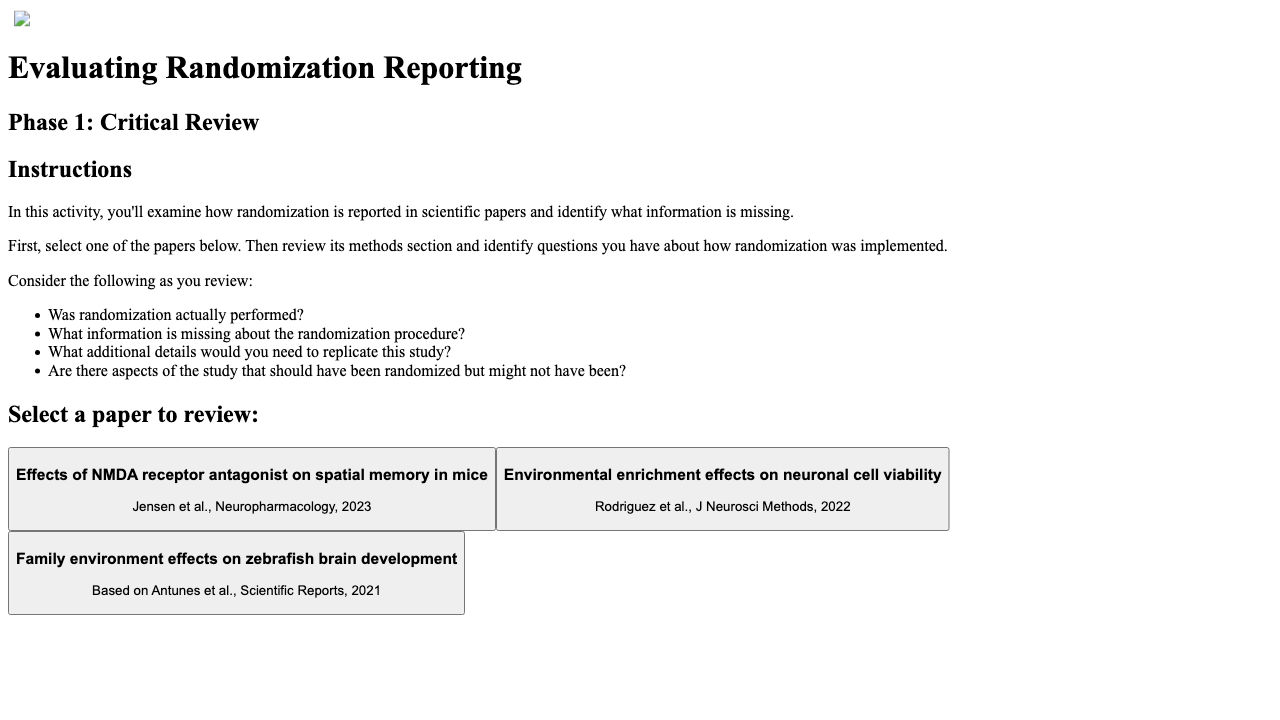 Evaluating Randomization Reporting
Phase 1: Critical Review
Instructions
In this activity, you'll examine how randomization is reported in scientific papers and identify what information is missing.
First, select one of the papers below. Then review its methods section and identify questions you have about how randomization was implemented.
Consider the following as you review:
• Was randomization actually performed?
• What information is missing about the randomization procedure?
• What additional details would you need to replicate this study?
• Are there aspects of the study that should have been randomized but might not have been?
Select a paper to review:
Effects of NMDA receptor antagonist on spatial memory in mice
Jensen et al., Neuropharmacology, 2023
Environmental enrichment effects on neuronal cell viability
Rodriguez et al., J Neurosci Methods, 2022
Family environment effects on zebrafish brain development
Based on Antunes et al., Scientific Reports, 2021